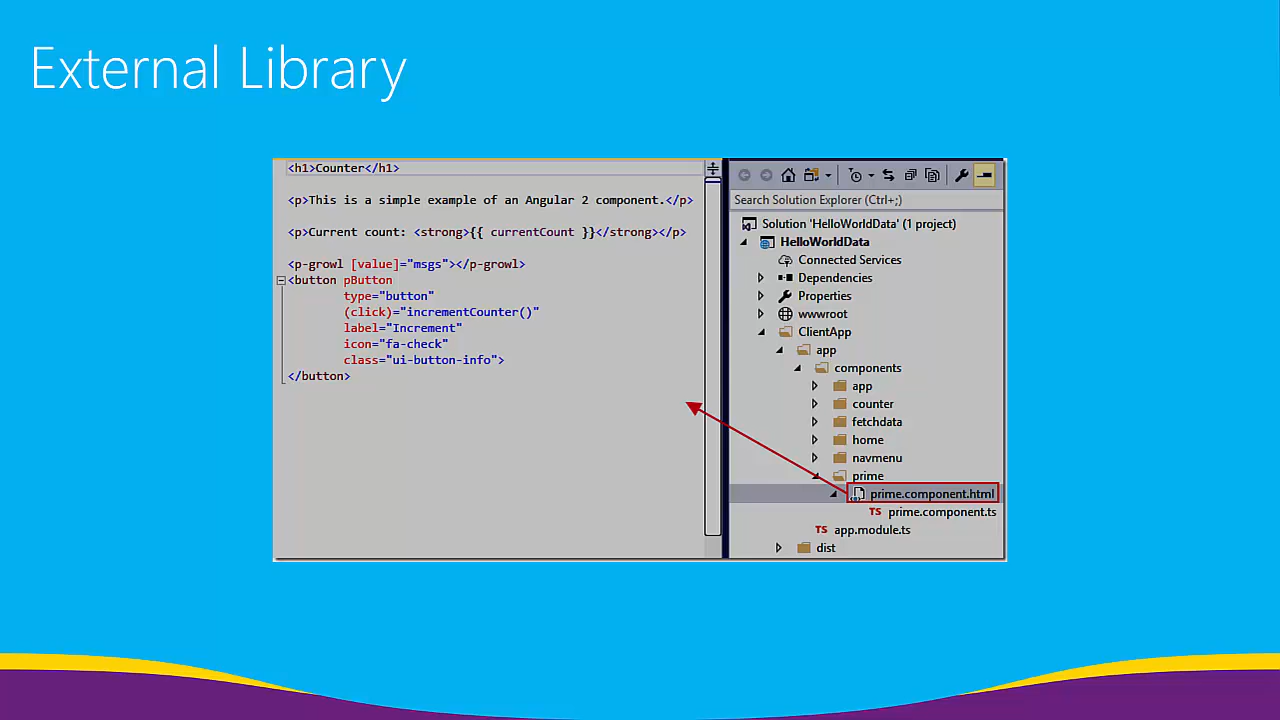 External Library
<h1>Counter</h1>
<p>This is a simple example of an Angular 2 component.</p>
<p>Current count: <strong>{{ currentCount }}</strong></p>
<p-growl [value]="msgs"></p-growl>
<button pButton
type="button"
(click)="incrementCounter()"
label="Increment"
icon="fa-check"
class="ui-button-info">
</button>
Search Solution Explorer (Ctrl+;)
Solution 'HelloWorldData' (1 project)
HelloWorldData
Connected Services
Dependencies
Properties
wwwroot
ClientApp
app
components
app
counter
fetchdata
home
navmenu
prime
prime.component.html
TS prime.component.ts
TS app.module.ts
dist